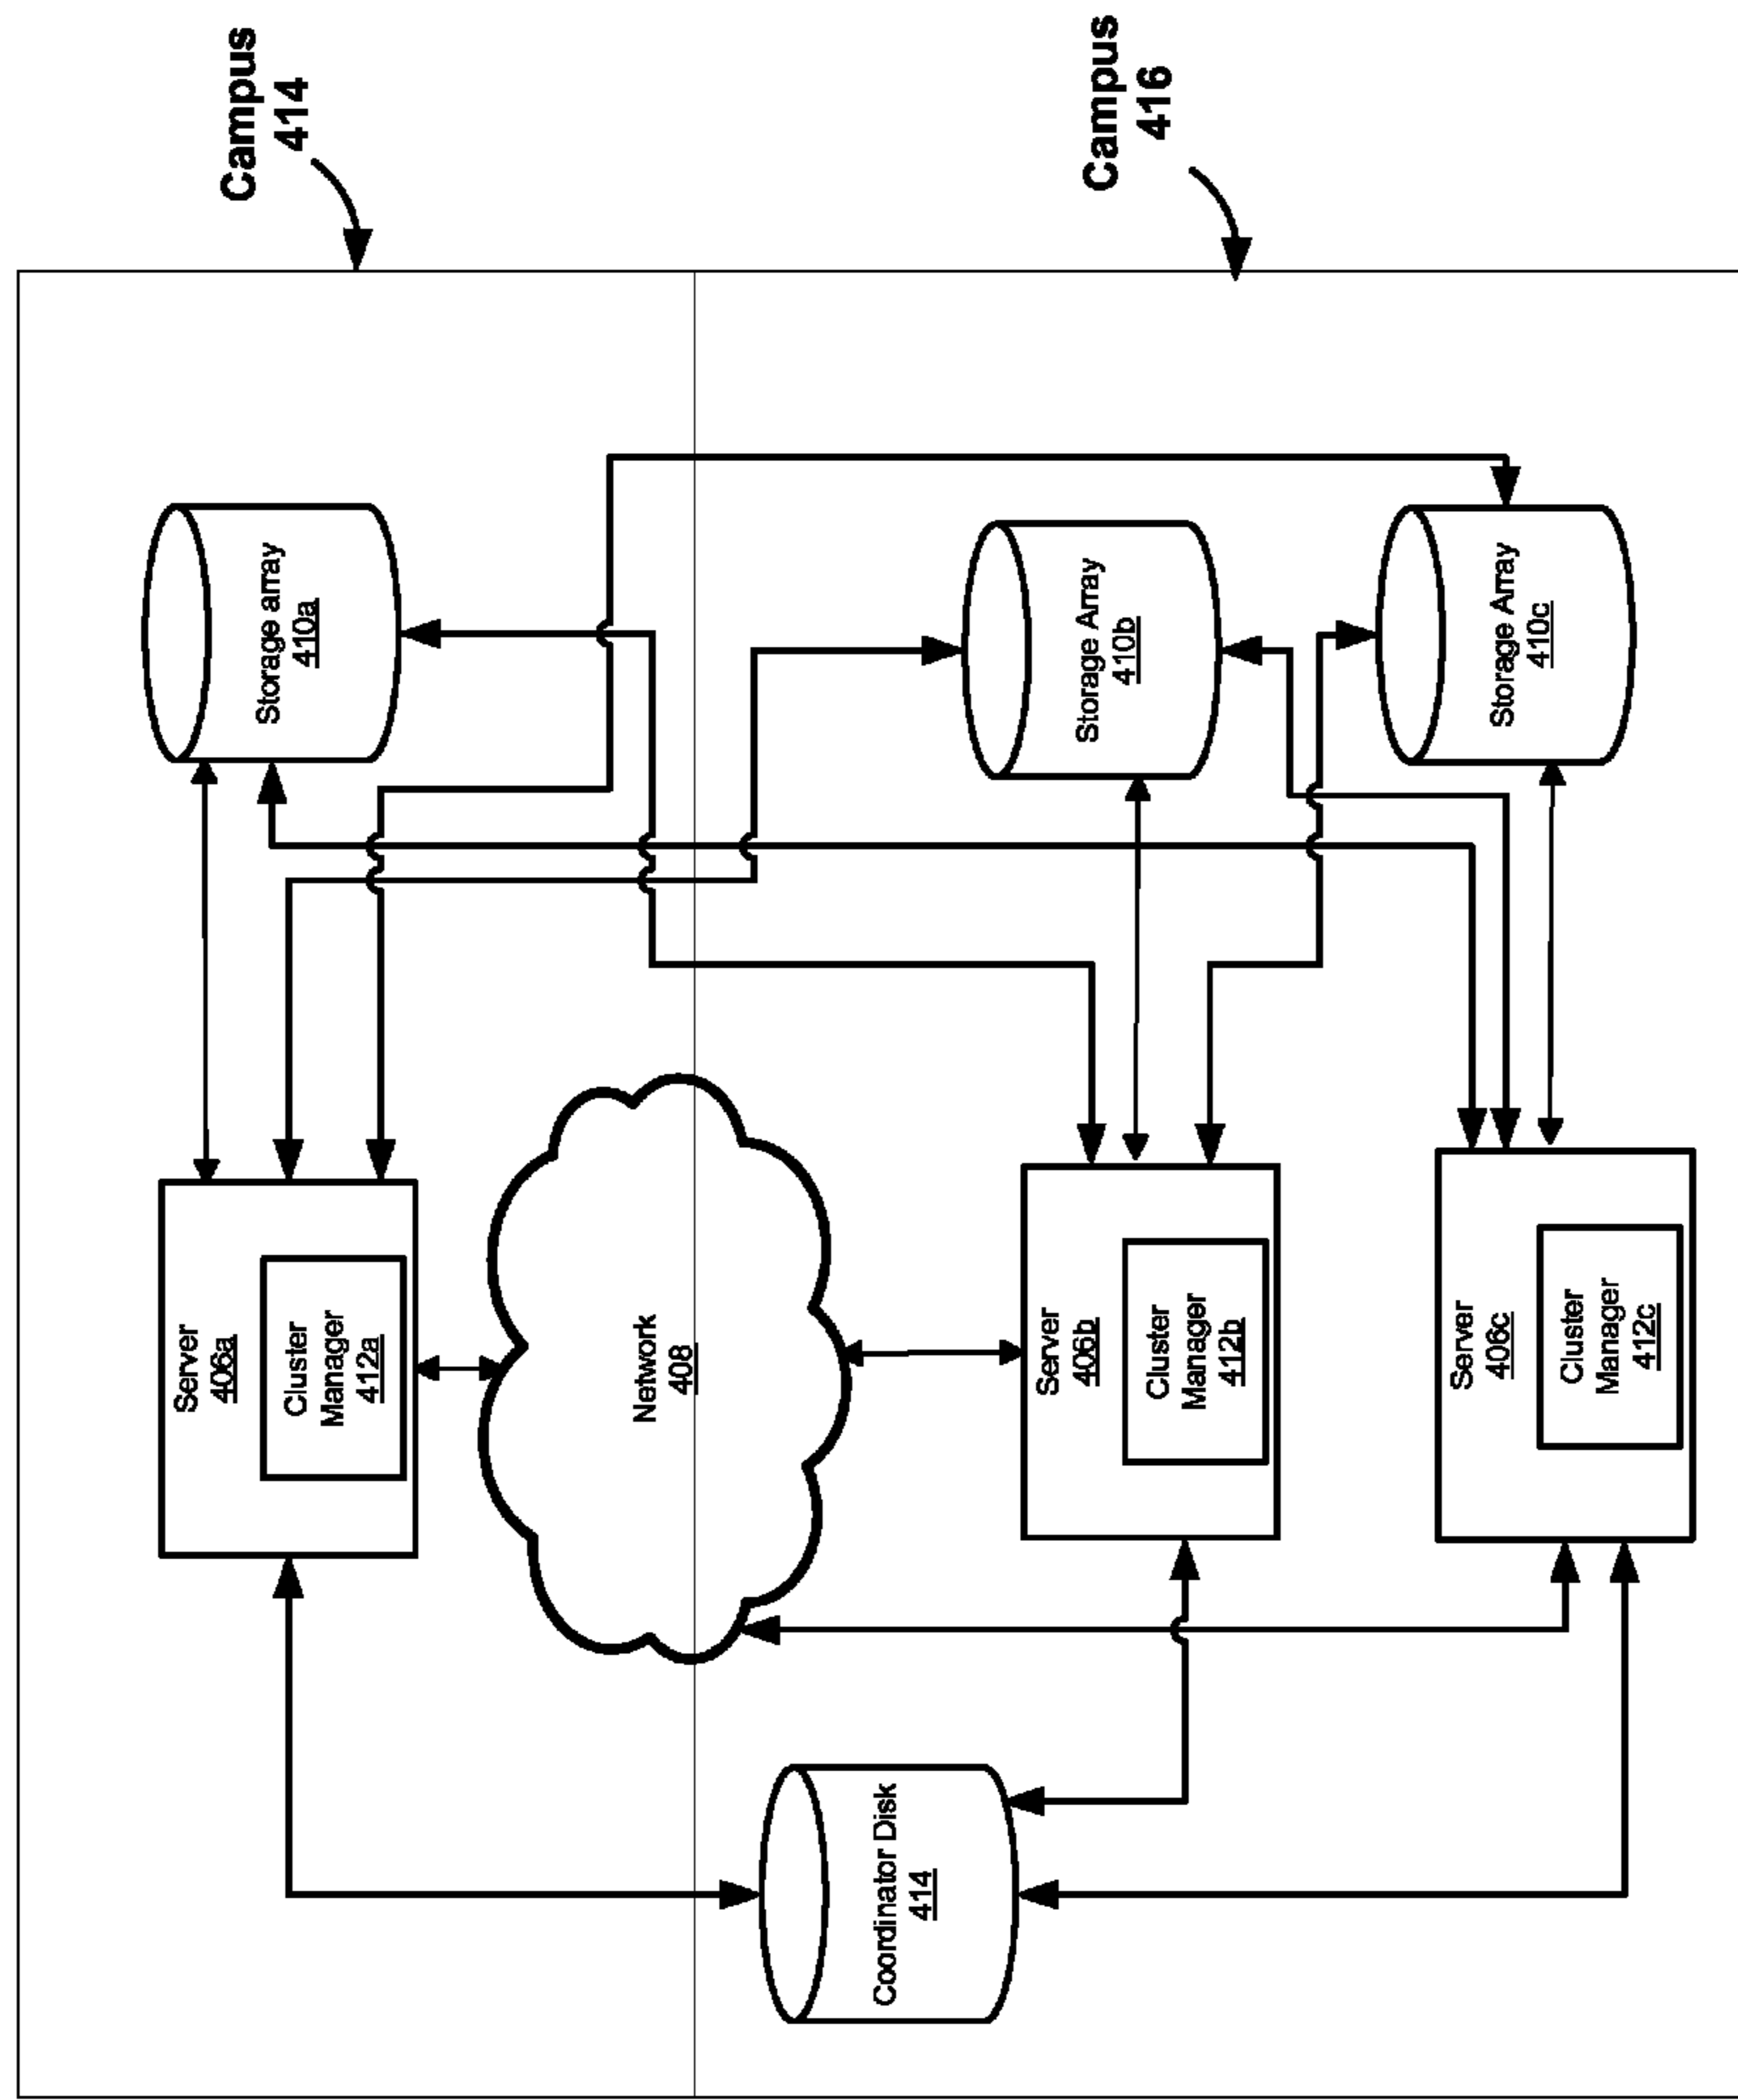 Campus
414
Campus
416
Storage array
410a
Storage Array
410b
Storage Array
410c
Server
406a
Cluster
Manager
412a
Network
408
Server
406b
Cluster
Manager
412b
Server
406c
Cluster
Manager
412c
Coordinator Disk
414